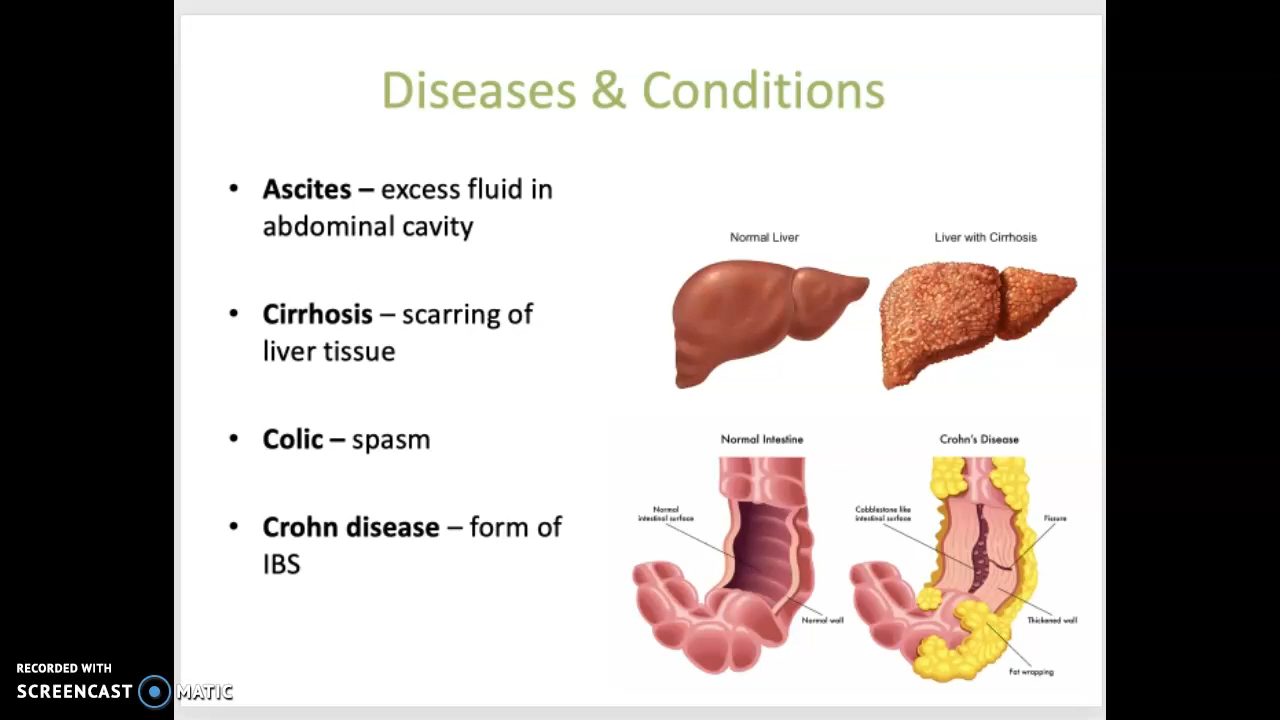 Diseases & Conditions
• Ascites – excess fluid in
abdominal cavity
• Cirrhosis – scarring of
liver tissue
• Colic – spasm
• Crohn disease – form of
IBS
Normal Liver
Liver with Cirrhosis
Normal Intestine
Crohn's Disease
Normal
intestinal surface
Normal wall
Cobblestone like
intestinal surface
Fissure
Thickened wall
Fat wrapping
RECORDED WITH
SCREENCAST MATIC